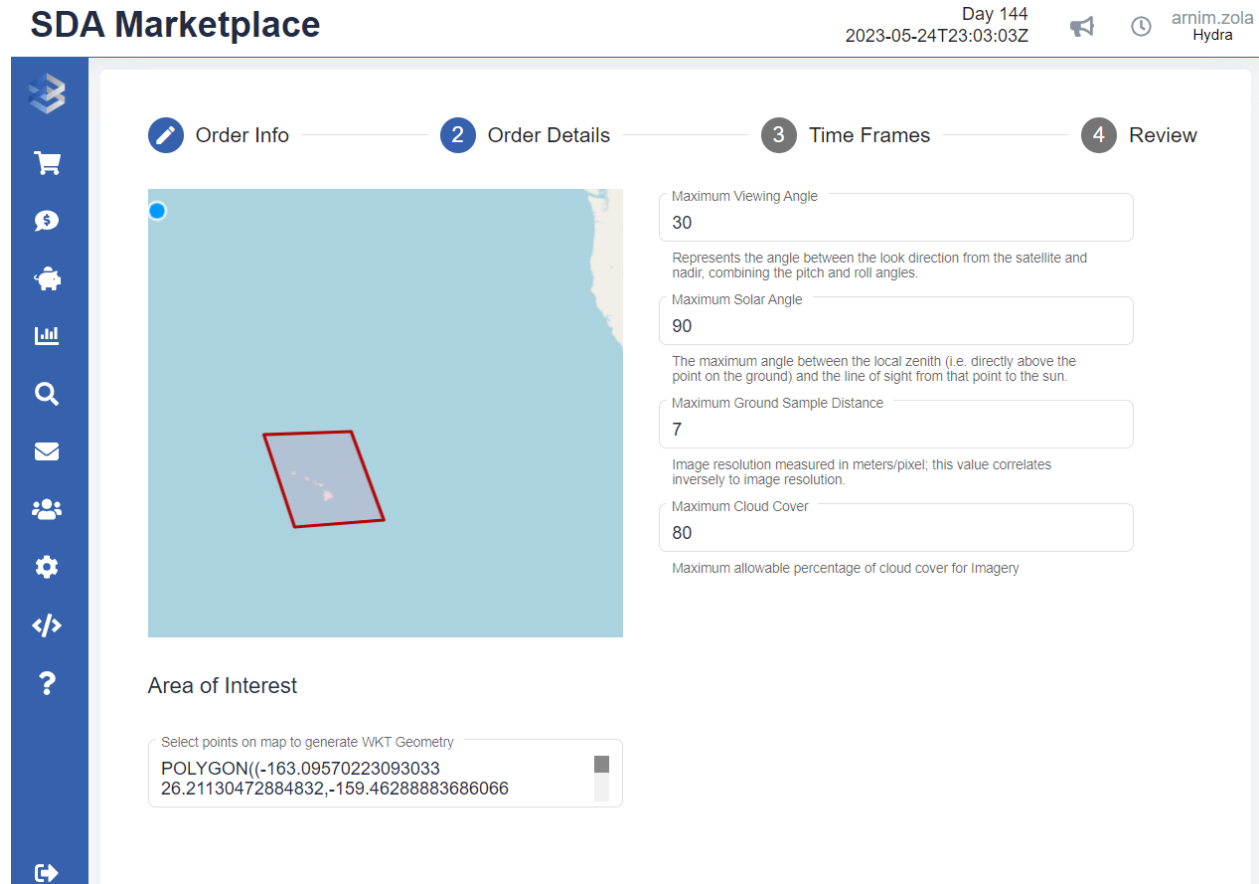 SDA Marketplace
Day 144
2023-05-24T23:03:03Z
arnim.zola
Hydra
Order Info
2 Order Details
3 Time Frames
4 Review
Maximum Viewing Angle
30
Represents the angle between the look direction from the satellite and
nadir, combining the pitch and roll angles.
Maximum Solar Angle
90
The maximum angle between the local zenith (i.e. directly above the
point on the ground) and the line of sight from that point to the sun.
Maximum Ground Sample Distance
7
Image resolution measured in meters/pixel; this value correlates
inversely to image resolution.
Maximum Cloud Cover
80
Maximum allowable percentage of cloud cover for Imagery
Area of Interest
Select points on map to generate WKT Geometry
POLYGON((-163.09570223093033
26.21130472884832,-159.46288883686066